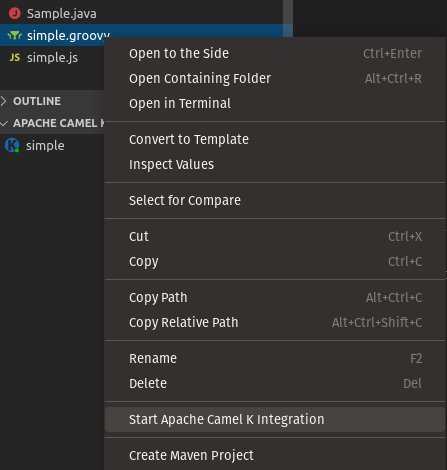 Sample.java
simple.groovy
simple.js
OUTLINE
APACHE CAMEL K
simple
Open to the Side Ctrl+Enter
Open Containing Folder Alt+Ctrl+R
Open in Terminal
Convert to Template
Inspect Values
Select for Compare
Cut Ctrl+X
Copy Ctrl+C
Copy Path Alt+Ctrl+C
Copy Relative Path Alt+Ctrl+Shift+C
Rename F2
Delete Del
Start Apache Camel K Integration
Create Maven Project